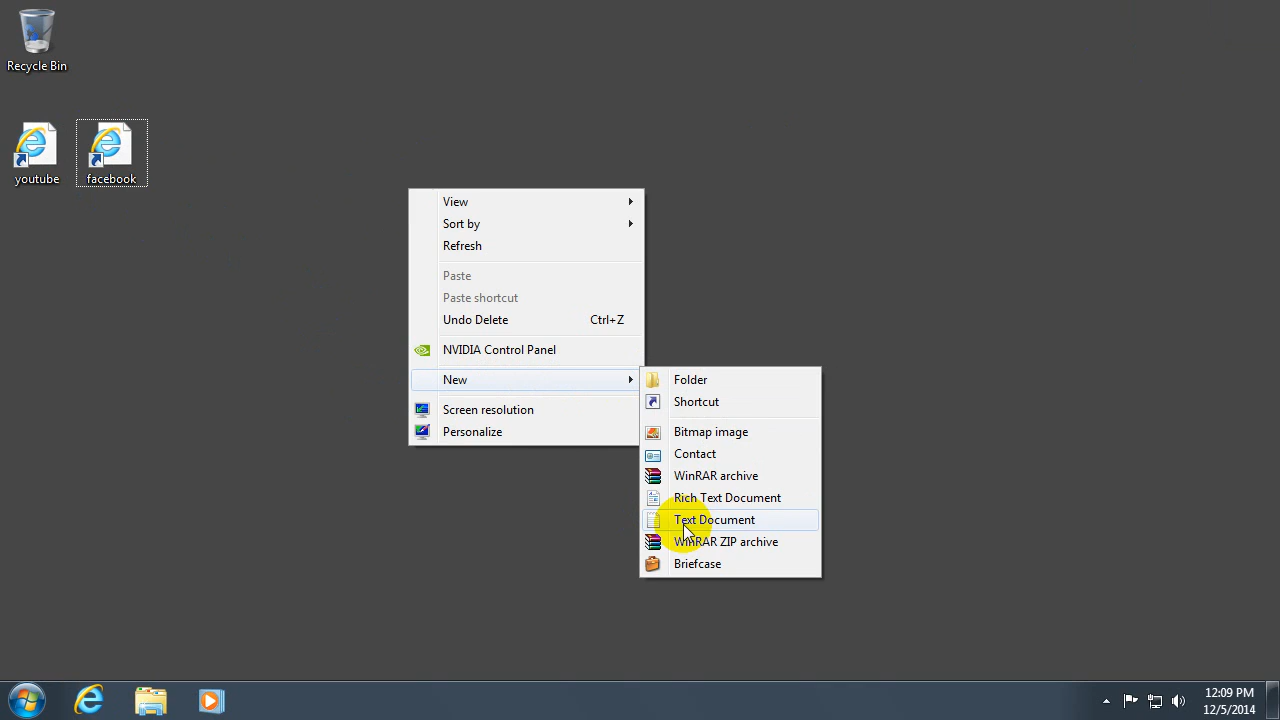 Recycle Bin
youtube
facebook
View
Sort by
Refresh
Paste
Paste shortcut
Undo Delete Ctrl+Z
NVIDIA Control Panel
New
Screen resolution
Personalize
Folder
Shortcut
Bitmap image
Contact
WinRAR archive
Rich Text Document
Text Document
WinRAR ZIP archive
Briefcase
12:09 PM
12/5/2014